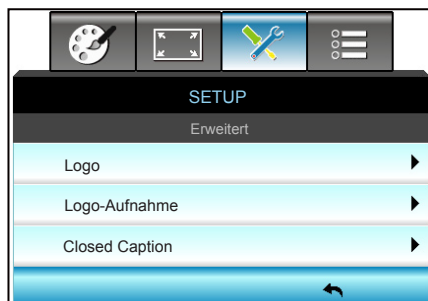 SETUP
Erweitert
Logo
Logo-Aufnahme
Closed Caption